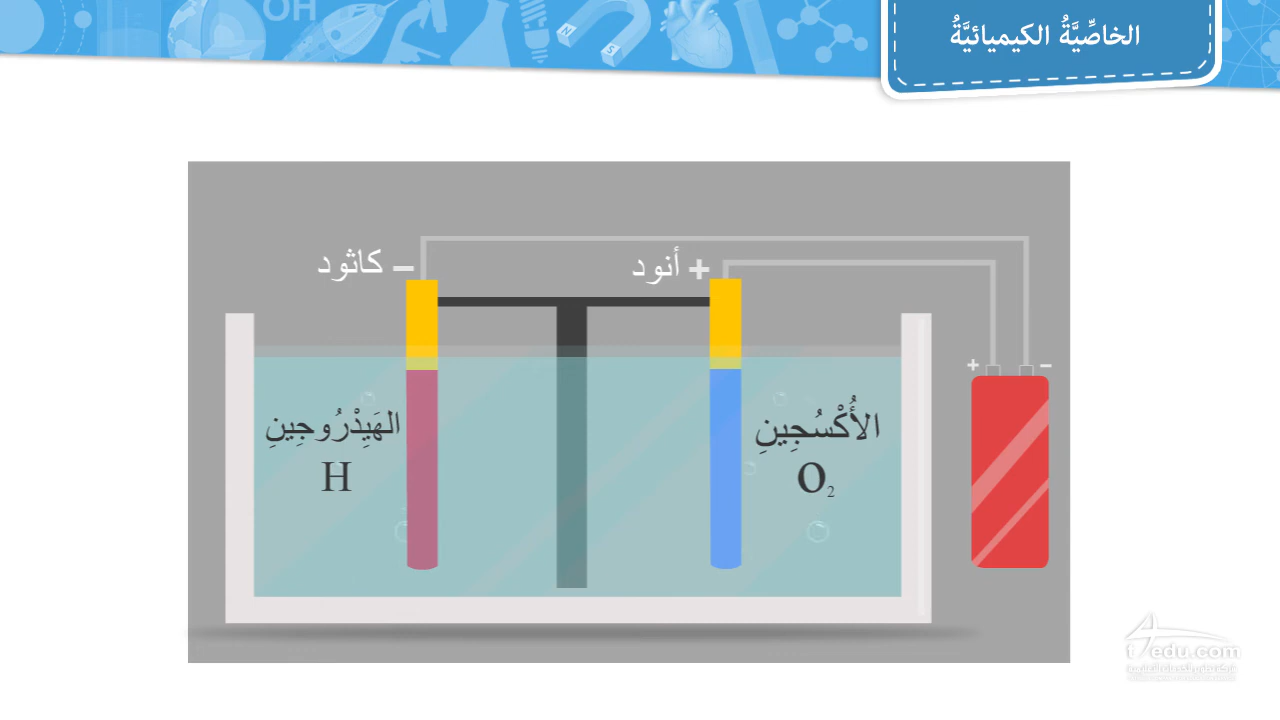 OH
N
S
الخاصِّيَّةُ الكيميائيَّةُ
+ أنود
كاثود –
+
–
الأُكْسُجِينِ
O₂
الهَيِدْرُوجِينِ
H
edu.com